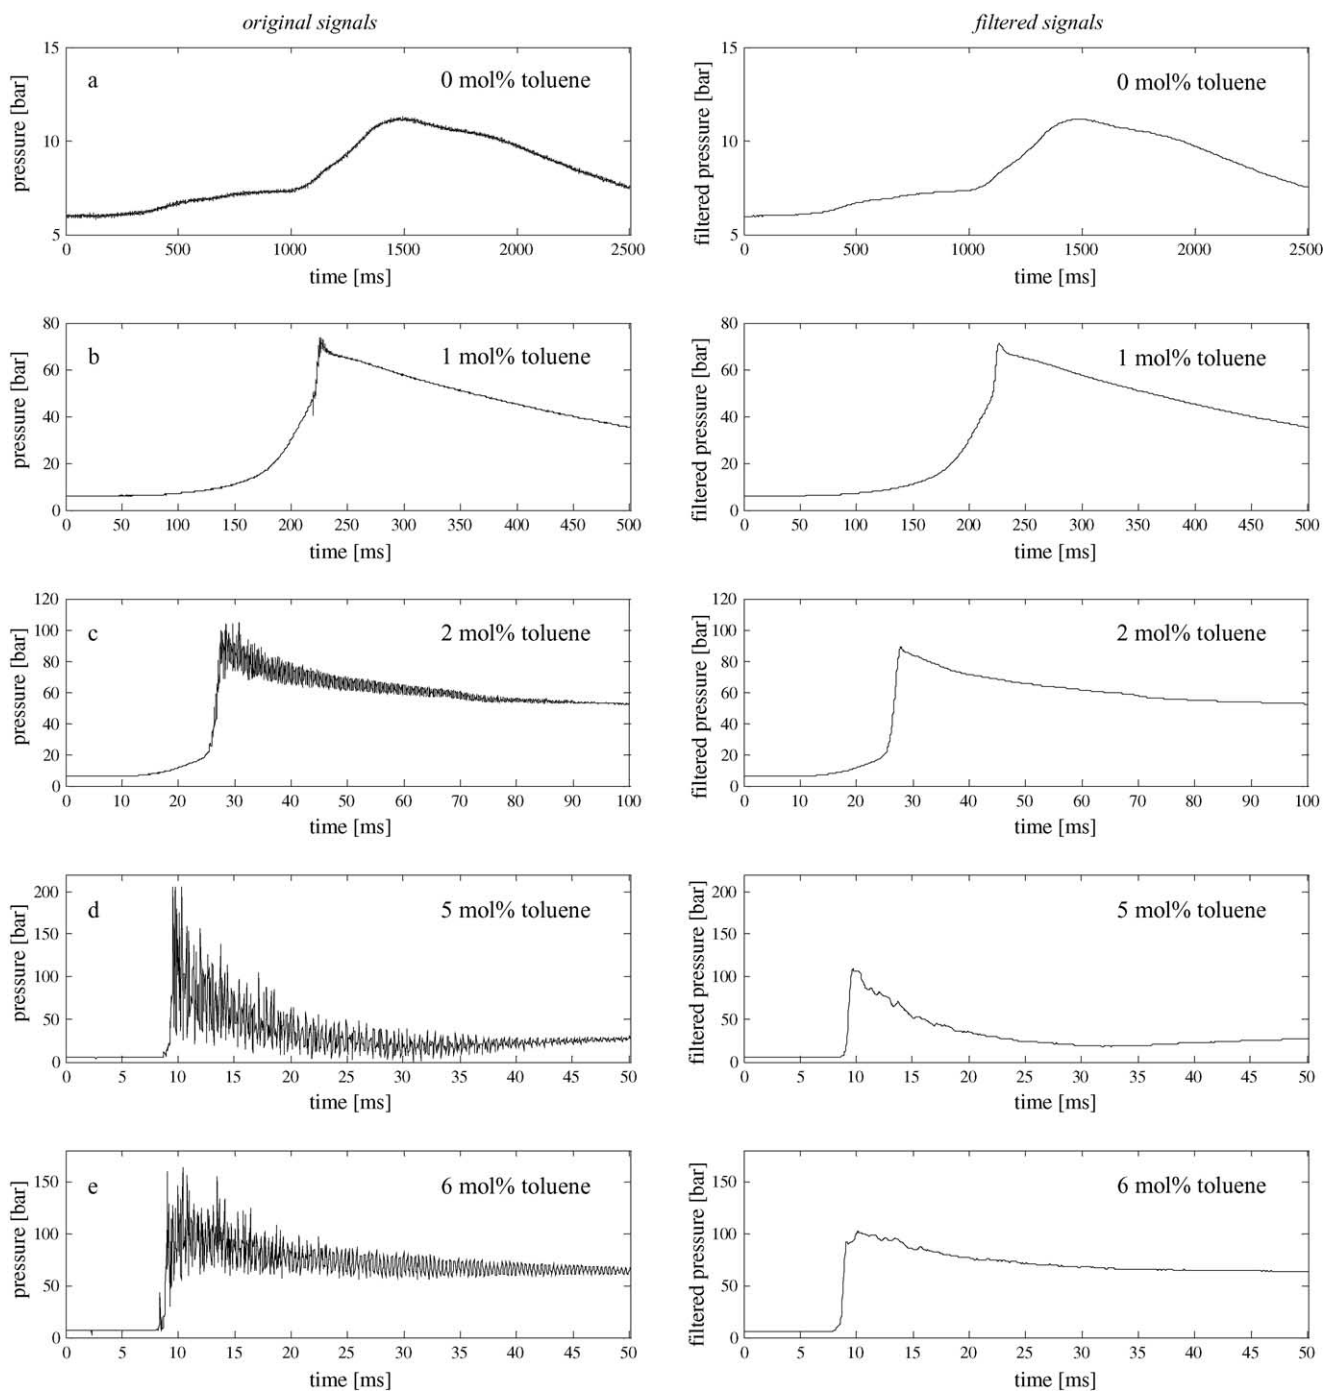 original signals
filtered signals
pressure [bar]
15
10
5
a
0 mol% toluene
0 500 1000 1500 2000 2500
time [ms]
filtered pressure [bar]
15
10
5
0 mol% toluene
0 500 1000 1500 2000 2500
time [ms]
pressure [bar]
80
60
40
20
0
b
1 mol% toluene
0 50 100 150 200 250 300 350 400 450 500
time [ms]
filtered pressure [bar]
80
60
40
20
0
1 mol% toluene
0 50 100 150 200 250 300 350 400 450 500
time [ms]
pressure [bar]
120
100
80
60
40
20
0
c
2 mol% toluene
0 10 20 30 40 50 60 70 80 90 100
time [ms]
filtered pressure [bar]
120
100
80
60
40
20
0
2 mol% toluene
0 10 20 30 40 50 60 70 80 90 100
time [ms]
pressure [bar]
200
150
100
50
0
d
5 mol% toluene
0 5 10 15 20 25 30 35 40 45 50
time [ms]
filtered pressure [bar]
200
150
100
50
0
5 mol% toluene
0 5 10 15 20 25 30 35 40 45 50
time [ms]
pressure [bar]
150
100
50
0
e
6 mol% toluene
0 5 10 15 20 25 30 35 40 45 50
time [ms]
filtered pressure [bar]
150
100
50
0
6 mol% toluene
0 5 10 15 20 25 30 35 40 45 50
time [ms]